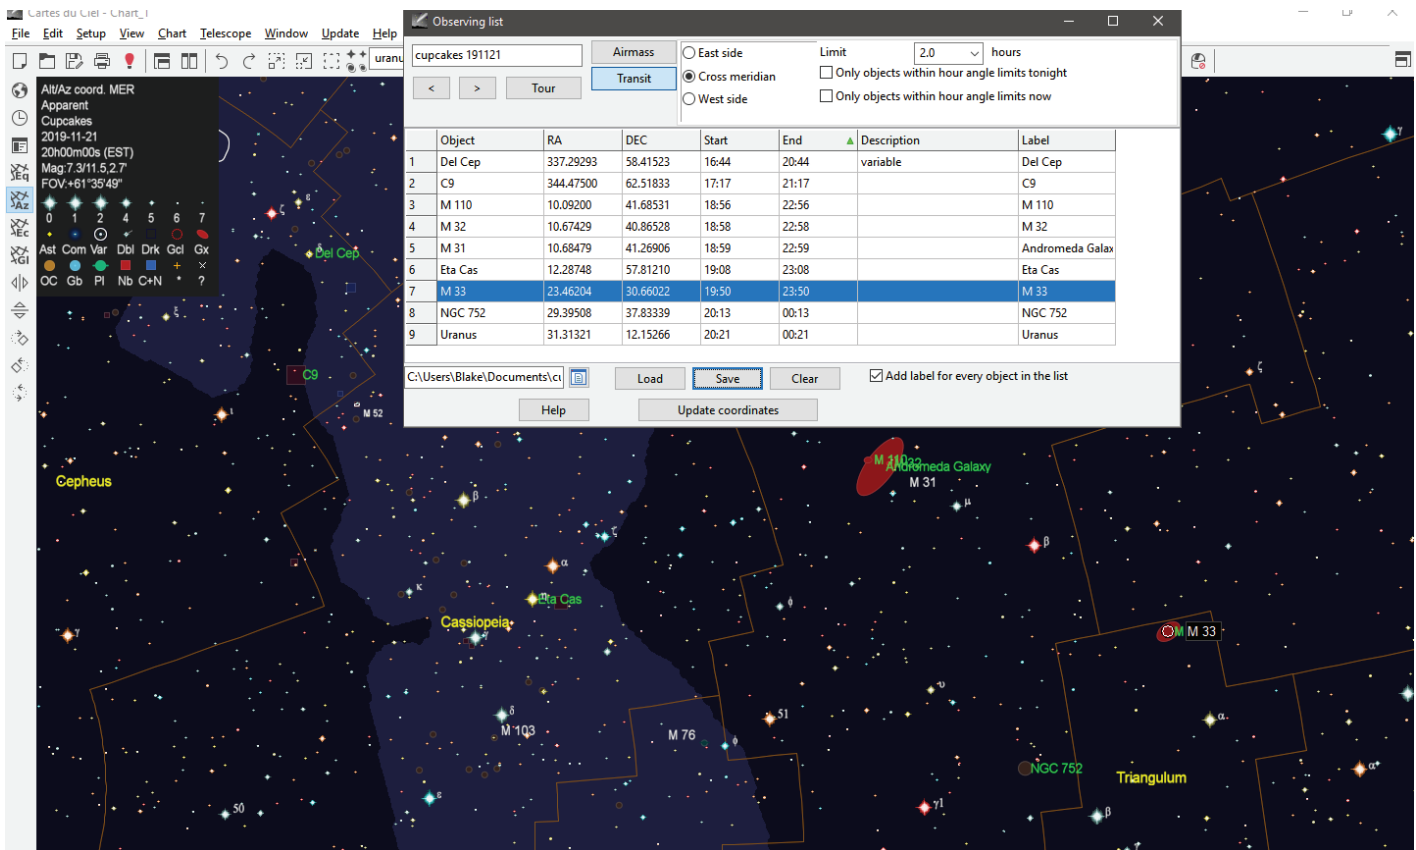 Cartes du Ciel - Chart_1
File Edit Setup View Chart Telescope Window Update Help
uranu
Observing list
cupcakes 191121
Airmass
Transit
< > Tour
East side
Cross meridian
West side
Limit 2.0 hours
Only objects within hour angle limits tonight
Only objects within hour angle limits now
Object RA DEC Start End Description Label
1 Del Cep 337.29293 58.41523 16:44 20:44 variable Del Cep
2 C9 344.47500 62.51833 17:17 21:17 C9
3 M 110 10.09200 41.68531 18:56 22:56 M 110
4 M 32 10.67429 40.86528 18:58 22:58 M 32
5 M 31 10.68479 41.26906 18:59 22:59 Andromeda Galax
6 Eta Cas 12.28748 57.81210 19:08 23:08 Eta Cas
7 M 33 23.46204 30.66022 19:50 23:50 M 33
8 NGC 752 29.39508 37.83339 20:13 00:13 NGC 752
9 Uranus 31.31321 12.15266 20:21 00:21 Uranus
C:\Users\Blake\Documents\cu
Load Save Clear
Add label for every object in the list
Help Update coordinates
Alt/Az coord. MER
Apparent
Cupcakes
2019-11-21
20h00m00s (EST)
Mag:7.3/11.5,2.7'
FOV:+61°35'49"
0 1 2 4 5 6 7
Ast Com Var Dbl Drk Gcl Gx
OC Gb Pl Nb C+N * ?
Eq
Az
Ec
Gl
γ
ζ
ε
δ
Del Cep
ξ
ζ
C9
ι
M 52
M 110
Andromeda Galaxy
M 31
Cepheus
β
μ
ζ
β
α
κ
η
Eta Cas
φ
Cassiopeia
γ
γ
M M 33
υ
δ
M 103
51
α
M 76
φ
NGC 752
Triangulum
α
ε
50
γ1
β
γ